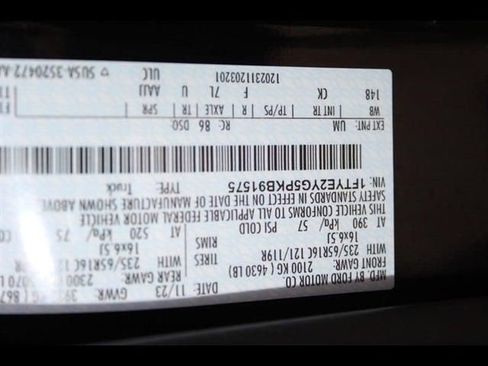 MFD. BY FORD MOTOR CO.
DATE: 11/23 GVWR: 39
FRONT GAWR: REAR GAWR:
2100 KG ( 4630 LB) 2300
WITH WITH
235/65R16C 121/119R TIRES 235/65R16C 12
16x6.5J RIMS 16x6.5J
AT 390 kPa/ 57 PSI COLD AT 520 kPa/ 75
THIS VEHICLE CONFORMS TO ALL APPLICABLE FEDERAL MOTOR VEHICLE
SAFETY STANDARDS IN EFFECT ON THE DATE OF MANUFACTURE SHOWN ABOVE
VIN: 1FTYE2YG5PKB91575 TYPE: Truck
EXT PNT: UM RC: 86 DSO:
WB INT TR TP/PS R AXLE TR SPR
148 CK F 7L AAJJ
1202311203201 ULC
SUSA-3520472-A